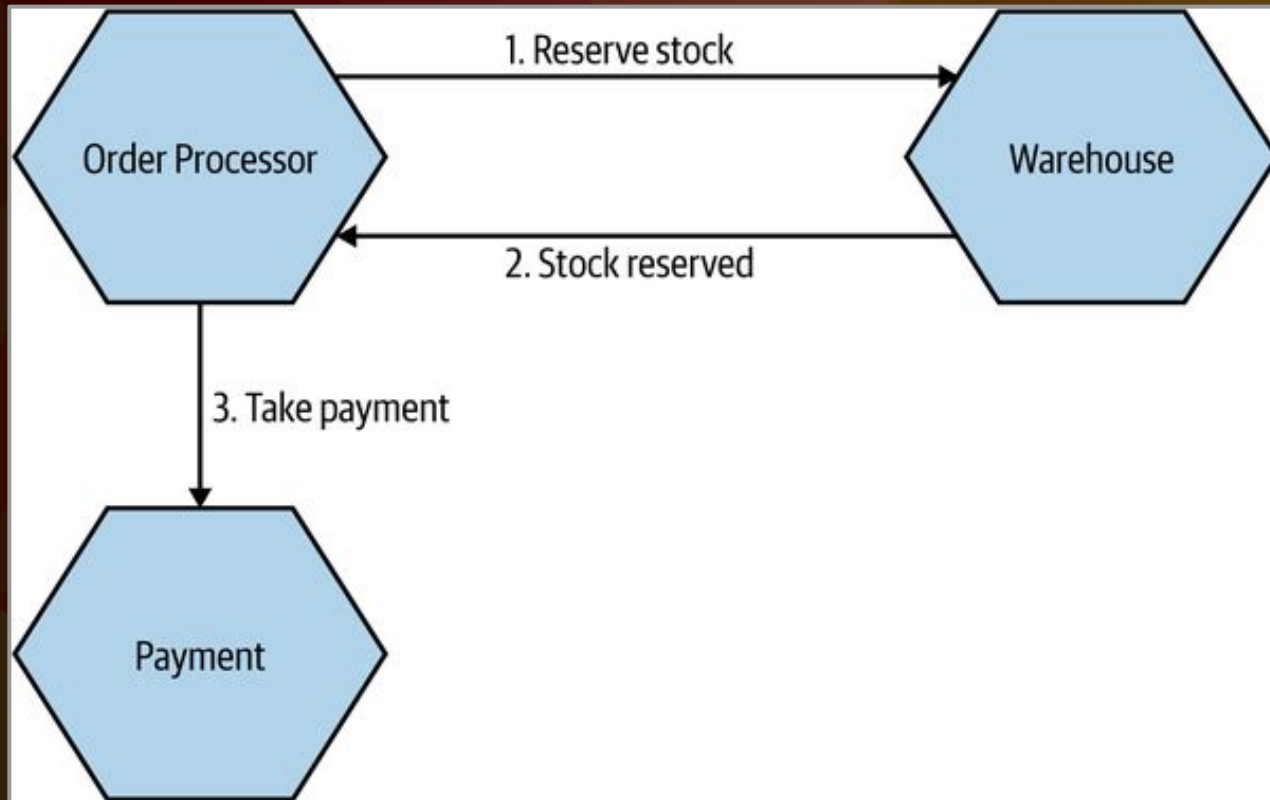 1. Reserve stock
Order Processor
Warehouse
2. Stock reserved
3. Take payment
Payment